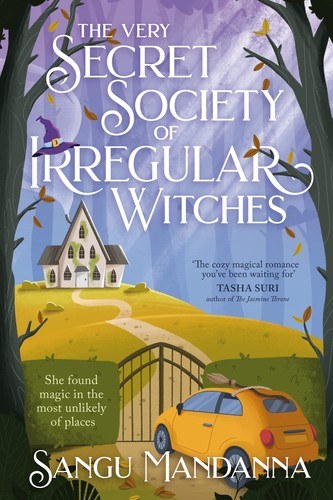 THE VERY
SECRET
SOCIETY
OF
IRREGULAR
WITCHES
‘The cozy magical romance
you’ve been waiting for’
TASHA SURI
author of The Jasmine Throne
She found
magic in the
most unlikely
of places
SANGU MANDANNA